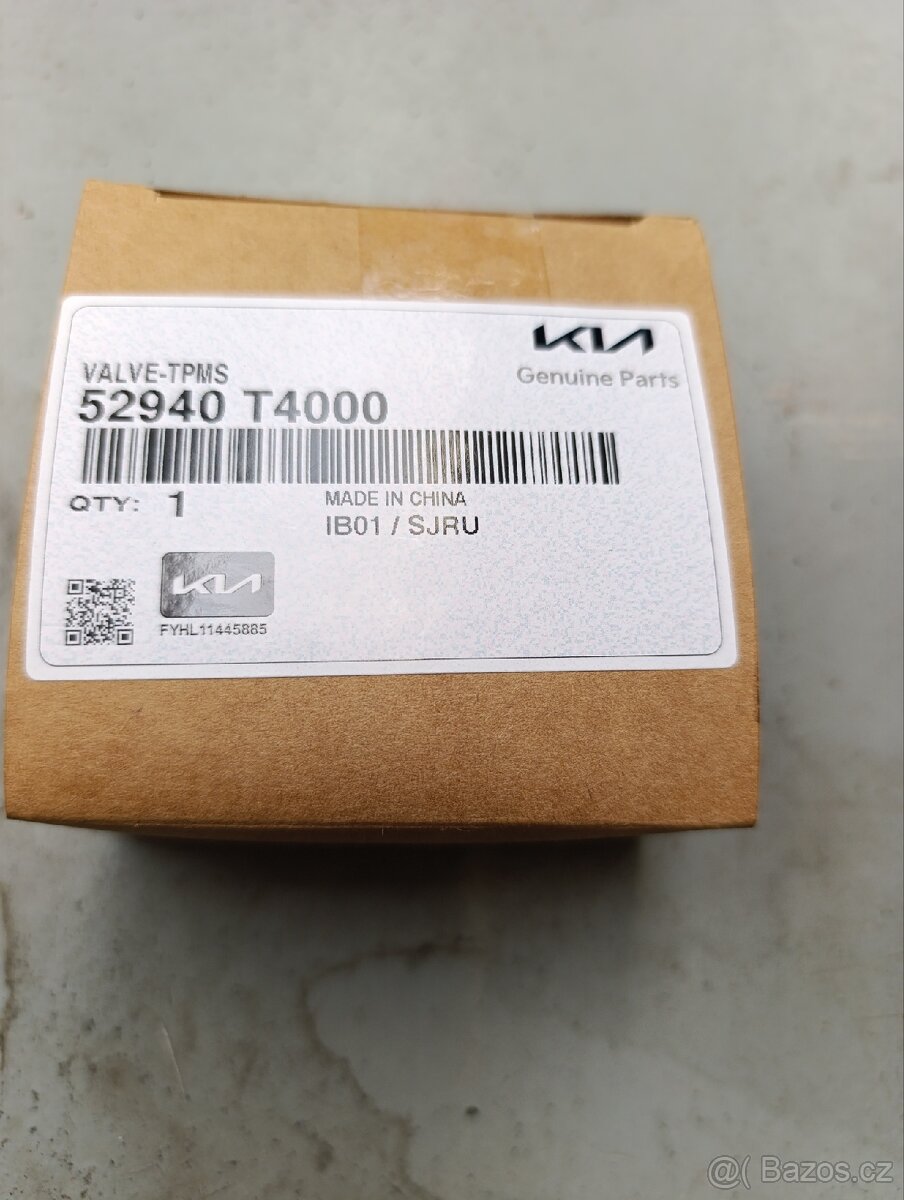 KIA
Genuine Parts
VALVE-TPMS
52940 T4000
QTY: 1
MADE IN CHINA
IB01 / SJRU
KIA
FYHL11445885
@( Bazos.cz